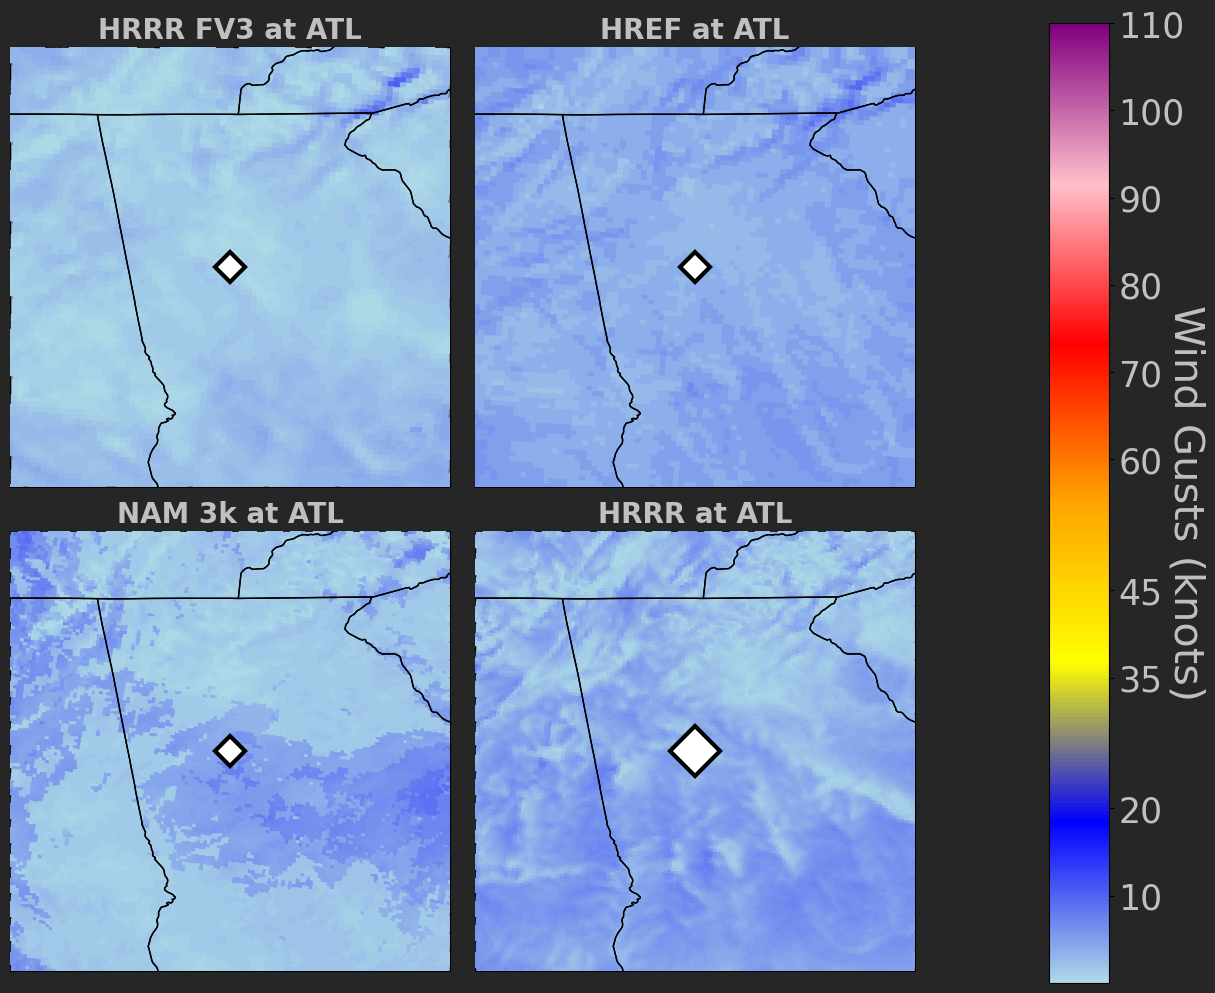 HRRR FV3 at ATL
HREF at ATL
NAM 3k at ATL
HRRR at ATL
110
100
90
80
70
60
45
35
20
10
Wind Gusts (knots)